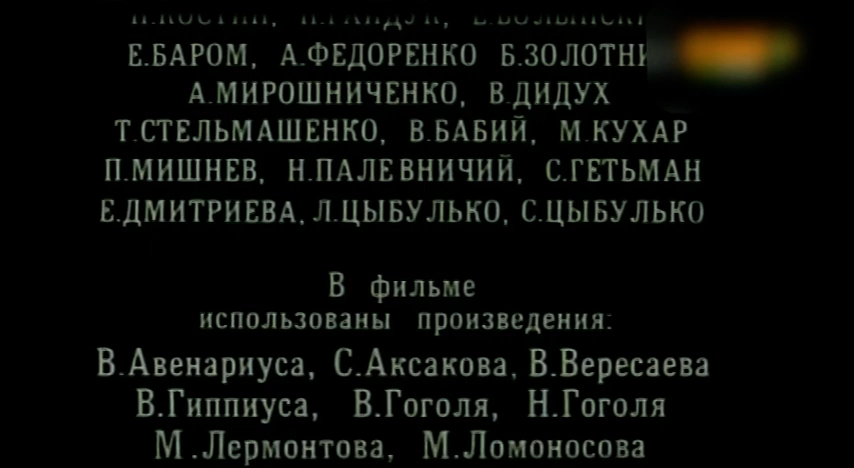 Е.БАРОМ, А.ФЕДОРЕНКО
А.МИРОШНИЧЕНКО, В.ДИДУХ
Т.СТЕЛЬМАШЕНКО, В.БАБИЙ, М.КУХАР
П.МИШНЕВ, Н.ПАЛЕВНИЧИЙ, С.ГЕТЬМАН
Е.ДМИТРИЕВА, Л.ЦЫБУЛЬКО, С.ЦЫБУЛЬКО
В фильме
использованы произведения:
В.Авенариуса, С.Аксакова, В.Вересаева
В.Гиппиуса, В.Гоголя, Н.Гоголя
М.Лермонтова, М.Ломоносова